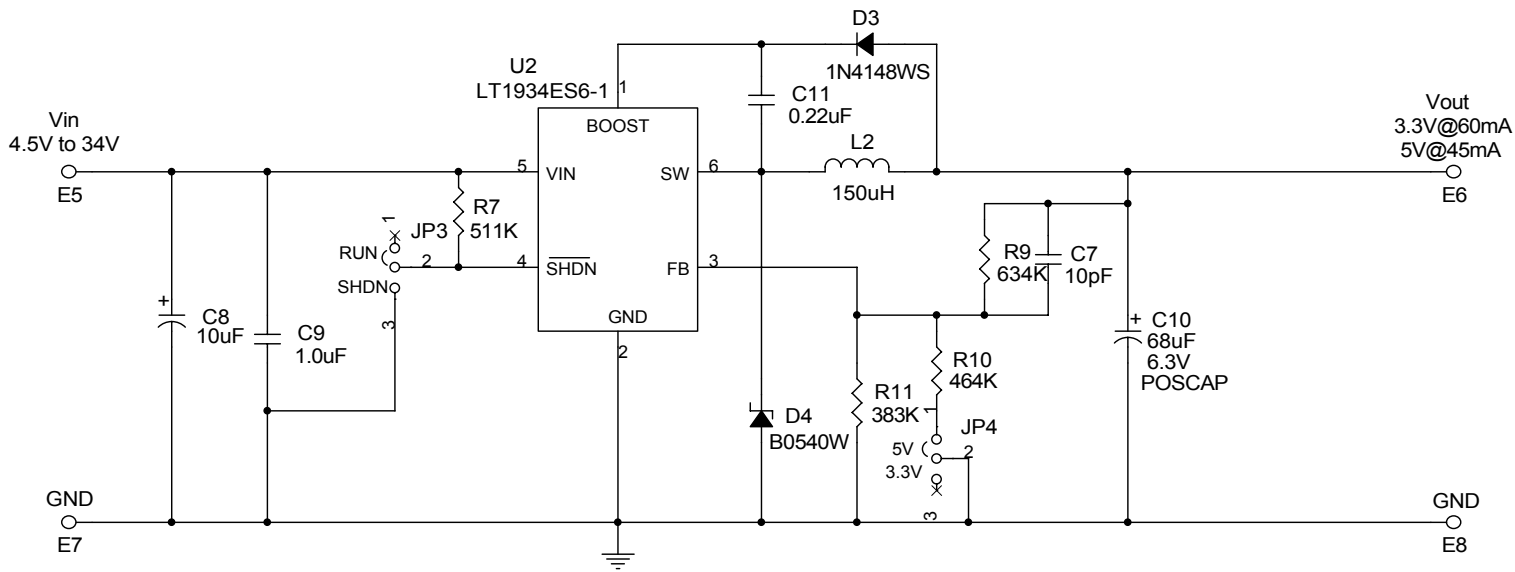 D3
1N4148WS
U2
LT1934ES6-1
1
BOOST
C11
0.22uF
Vin
4.5V to 34V
E5
5
VIN
SW
6
L2
150uH
Vout
3.3V@60mA
5V@45mA
E6
R7
511K
1
JP3
RUN
2
SHDN
3
4
SHDN
FB
3
GND
2
R9
634K
C7
10pF
+
C8
10uF
C9
1.0uF
+
C10
68uF
6.3V
POSCAP
R10
464K
R11
383K
D4
B0540W
1
JP4
5V
2
3.3V
3
GND
E7
GND
E8